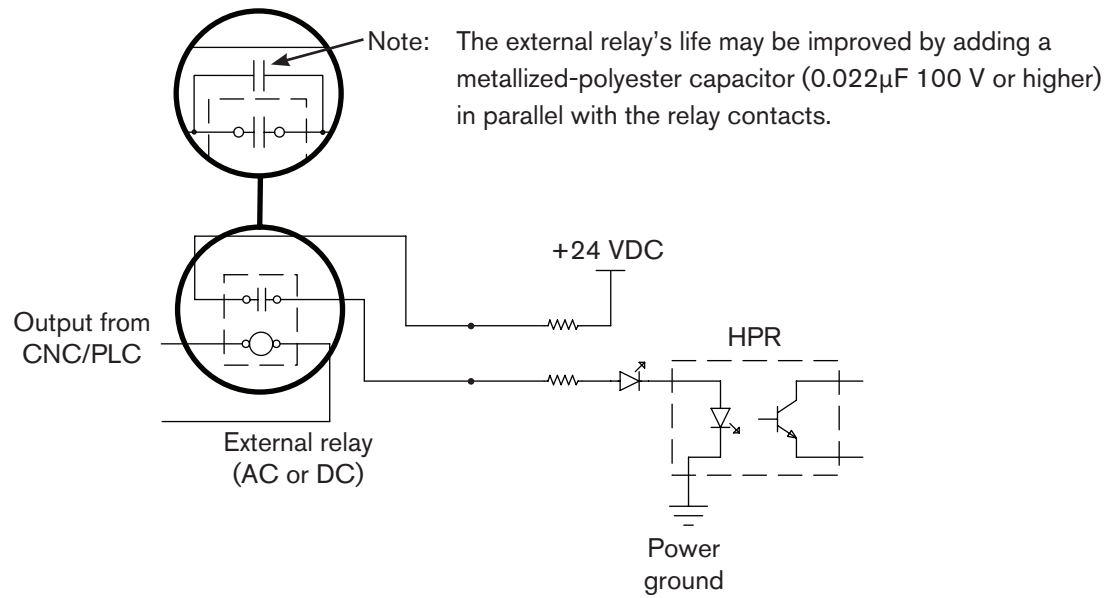 Note: The external relay’s life may be improved by adding a
metallized-polyester capacitor (0.022µF 100 V or higher)
in parallel with the relay contacts.
+24 VDC
Output from
CNC/PLC
HPR
External relay
(AC or DC)
Power
ground